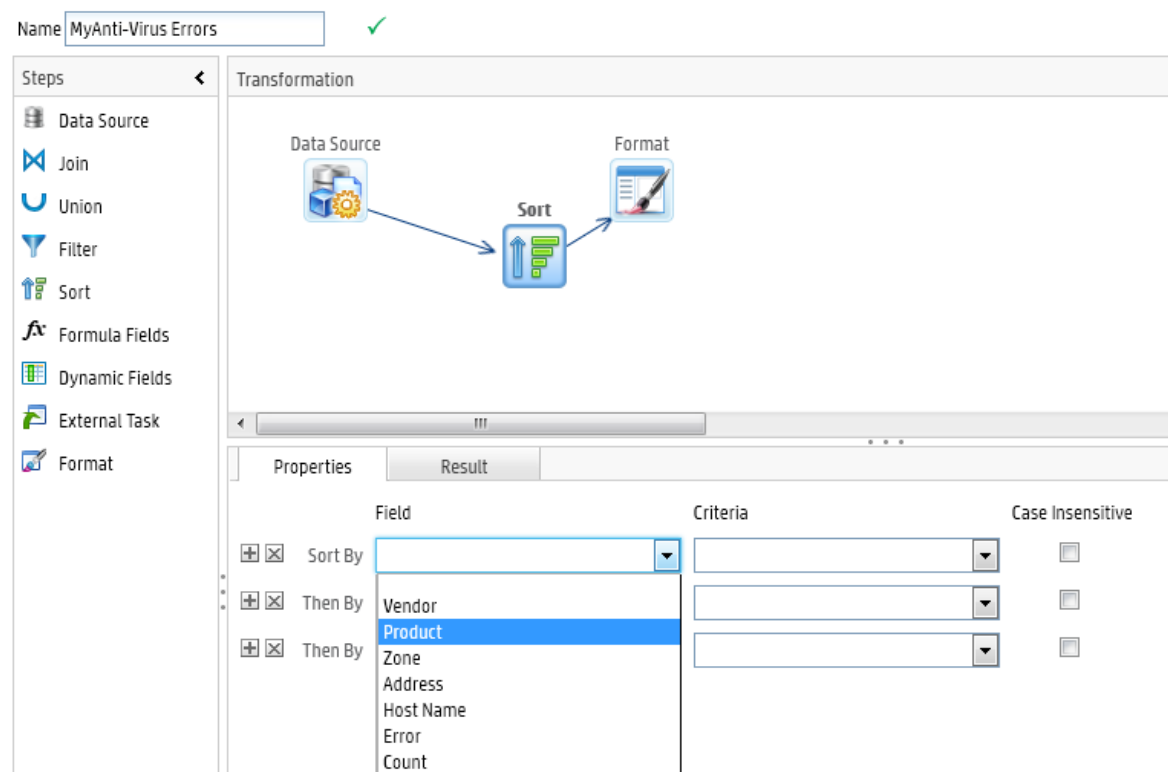 Name MyAnti-Virus Errors
Steps
Transformation
Data Source
Join
Union
Filter
Sort
fx Formula Fields
Dynamic Fields
External Task
Format
Data Source
Format
Sort
Properties
Result
Field
Criteria
Case Insensitive
Sort By
Then By
Then By
Vendor
Product
Zone
Address
Host Name
Error
Count